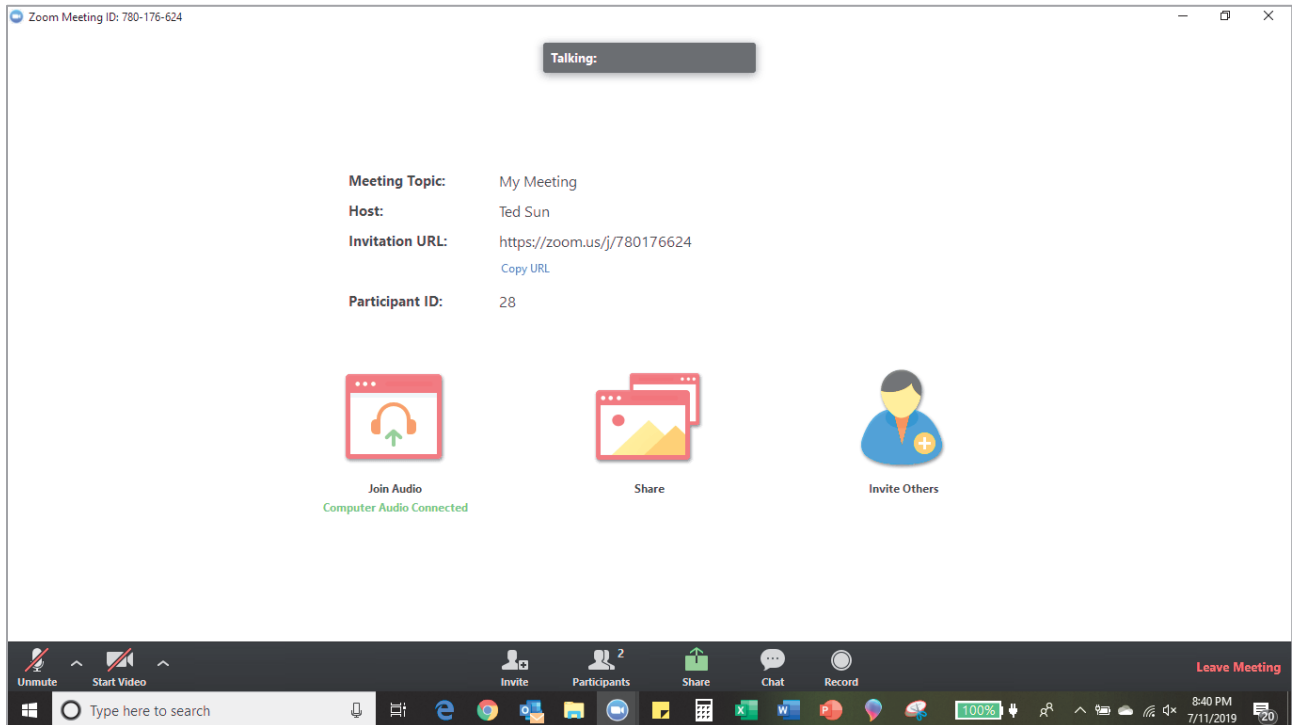 Zoom Meeting ID: 780-176-624
Talking:
Meeting Topic: My Meeting
Host: Ted Sun
Invitation URL: https://zoom.us/j/780176624
Copy URL
Participant ID: 28
Join Audio Share Invite Others
Computer Audio Connected
2
Unmute Start Video Invite Participants Share Chat Record Leave Meeting
Type here to search 100% 8:40 PM
7/11/2019 20